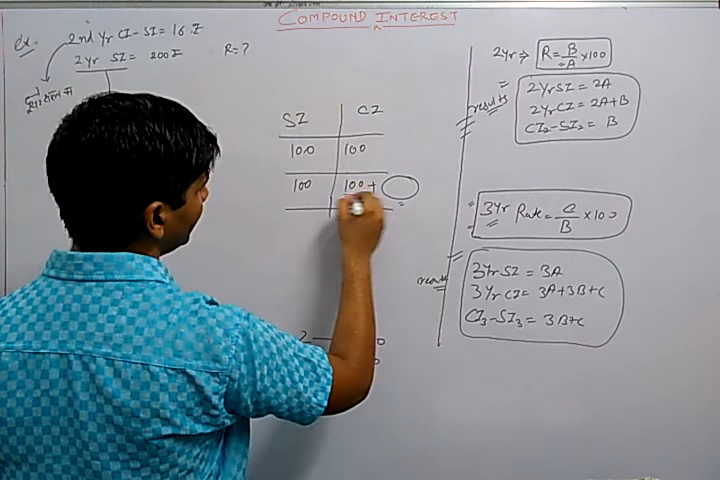 COMPOUND INTEREST
Ex.
2nd Yr CI - SI = 16 ₹
2 Yr SI = 200 ₹
R = ?
SI CI
100 100
100 100 +
2yr ⇒ R = B/A × 100
results
2 Yr SI = 2A
2 Yr CI = 2A + B
CI₂ - SI₂ = B
3 Yr Rate = C/B × 100
results
3 Yr SI = 3A
3 Yr CI = 3A + 3B + C
CI₃ - SI₃ = 3B + C